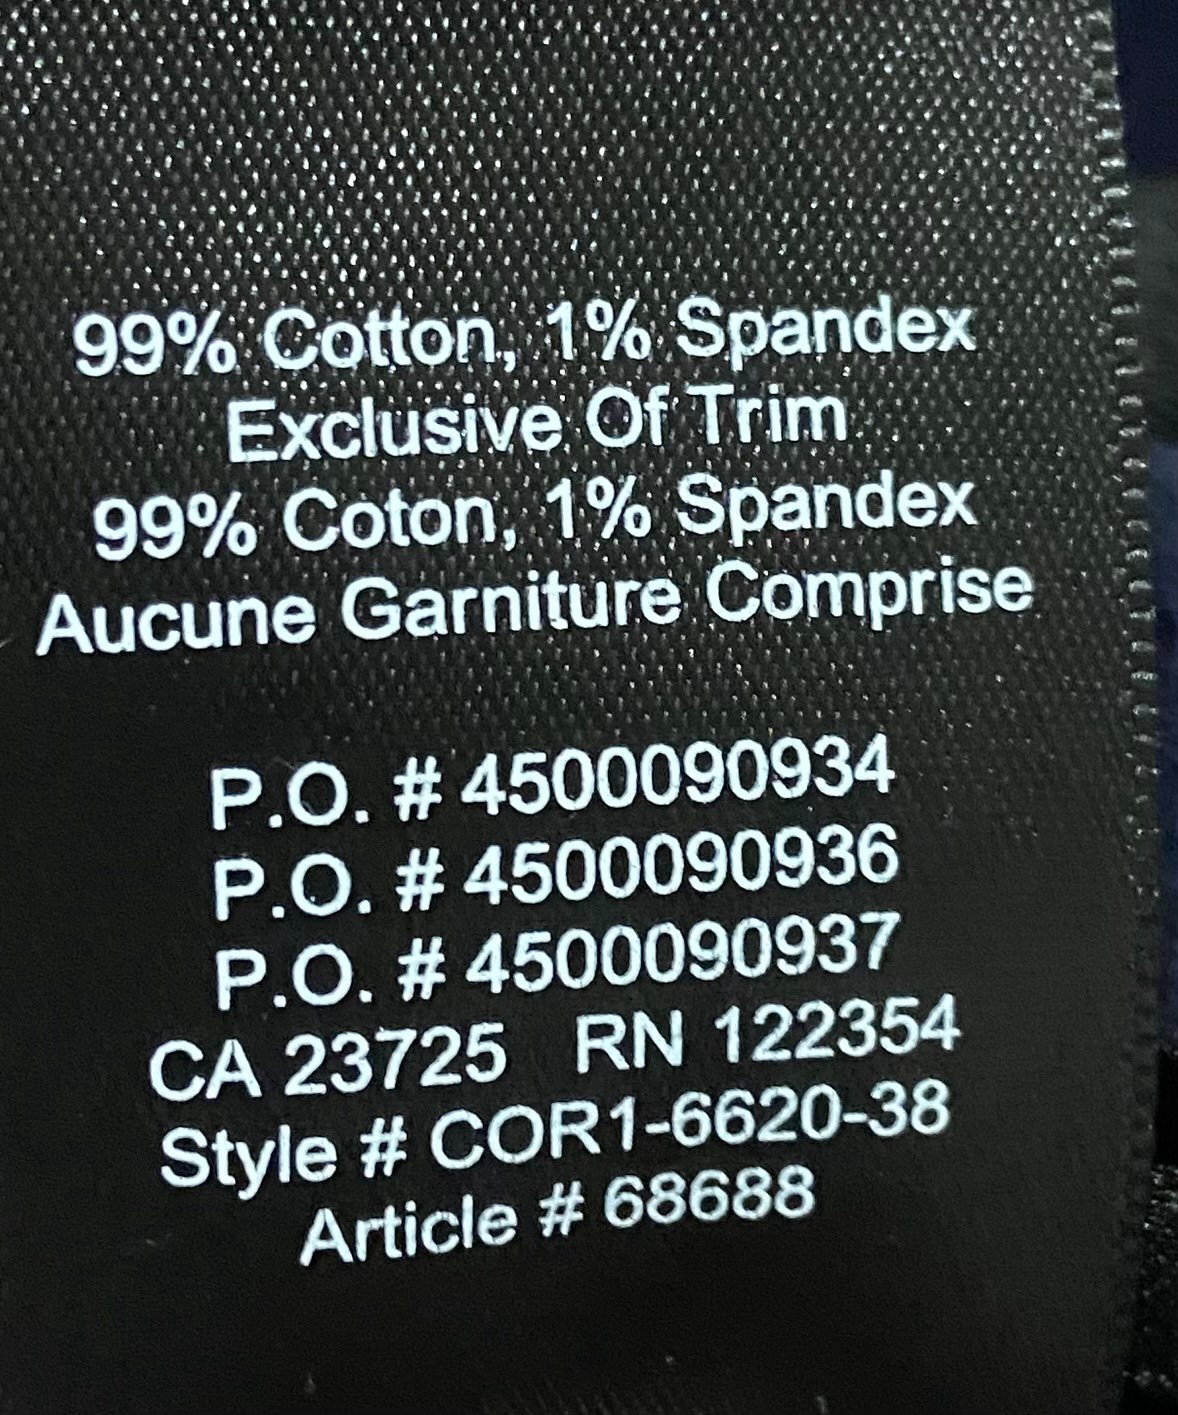 99% Cotton, 1% Spandex
Exclusive Of Trim
99% Coton, 1% Spandex
Aucune Garniture Comprise
P.O. # 4500090934
P.O. # 4500090936
P.O. # 4500090937
CA 23725 RN 122354
Style # COR1-6620-38
Article # 68688